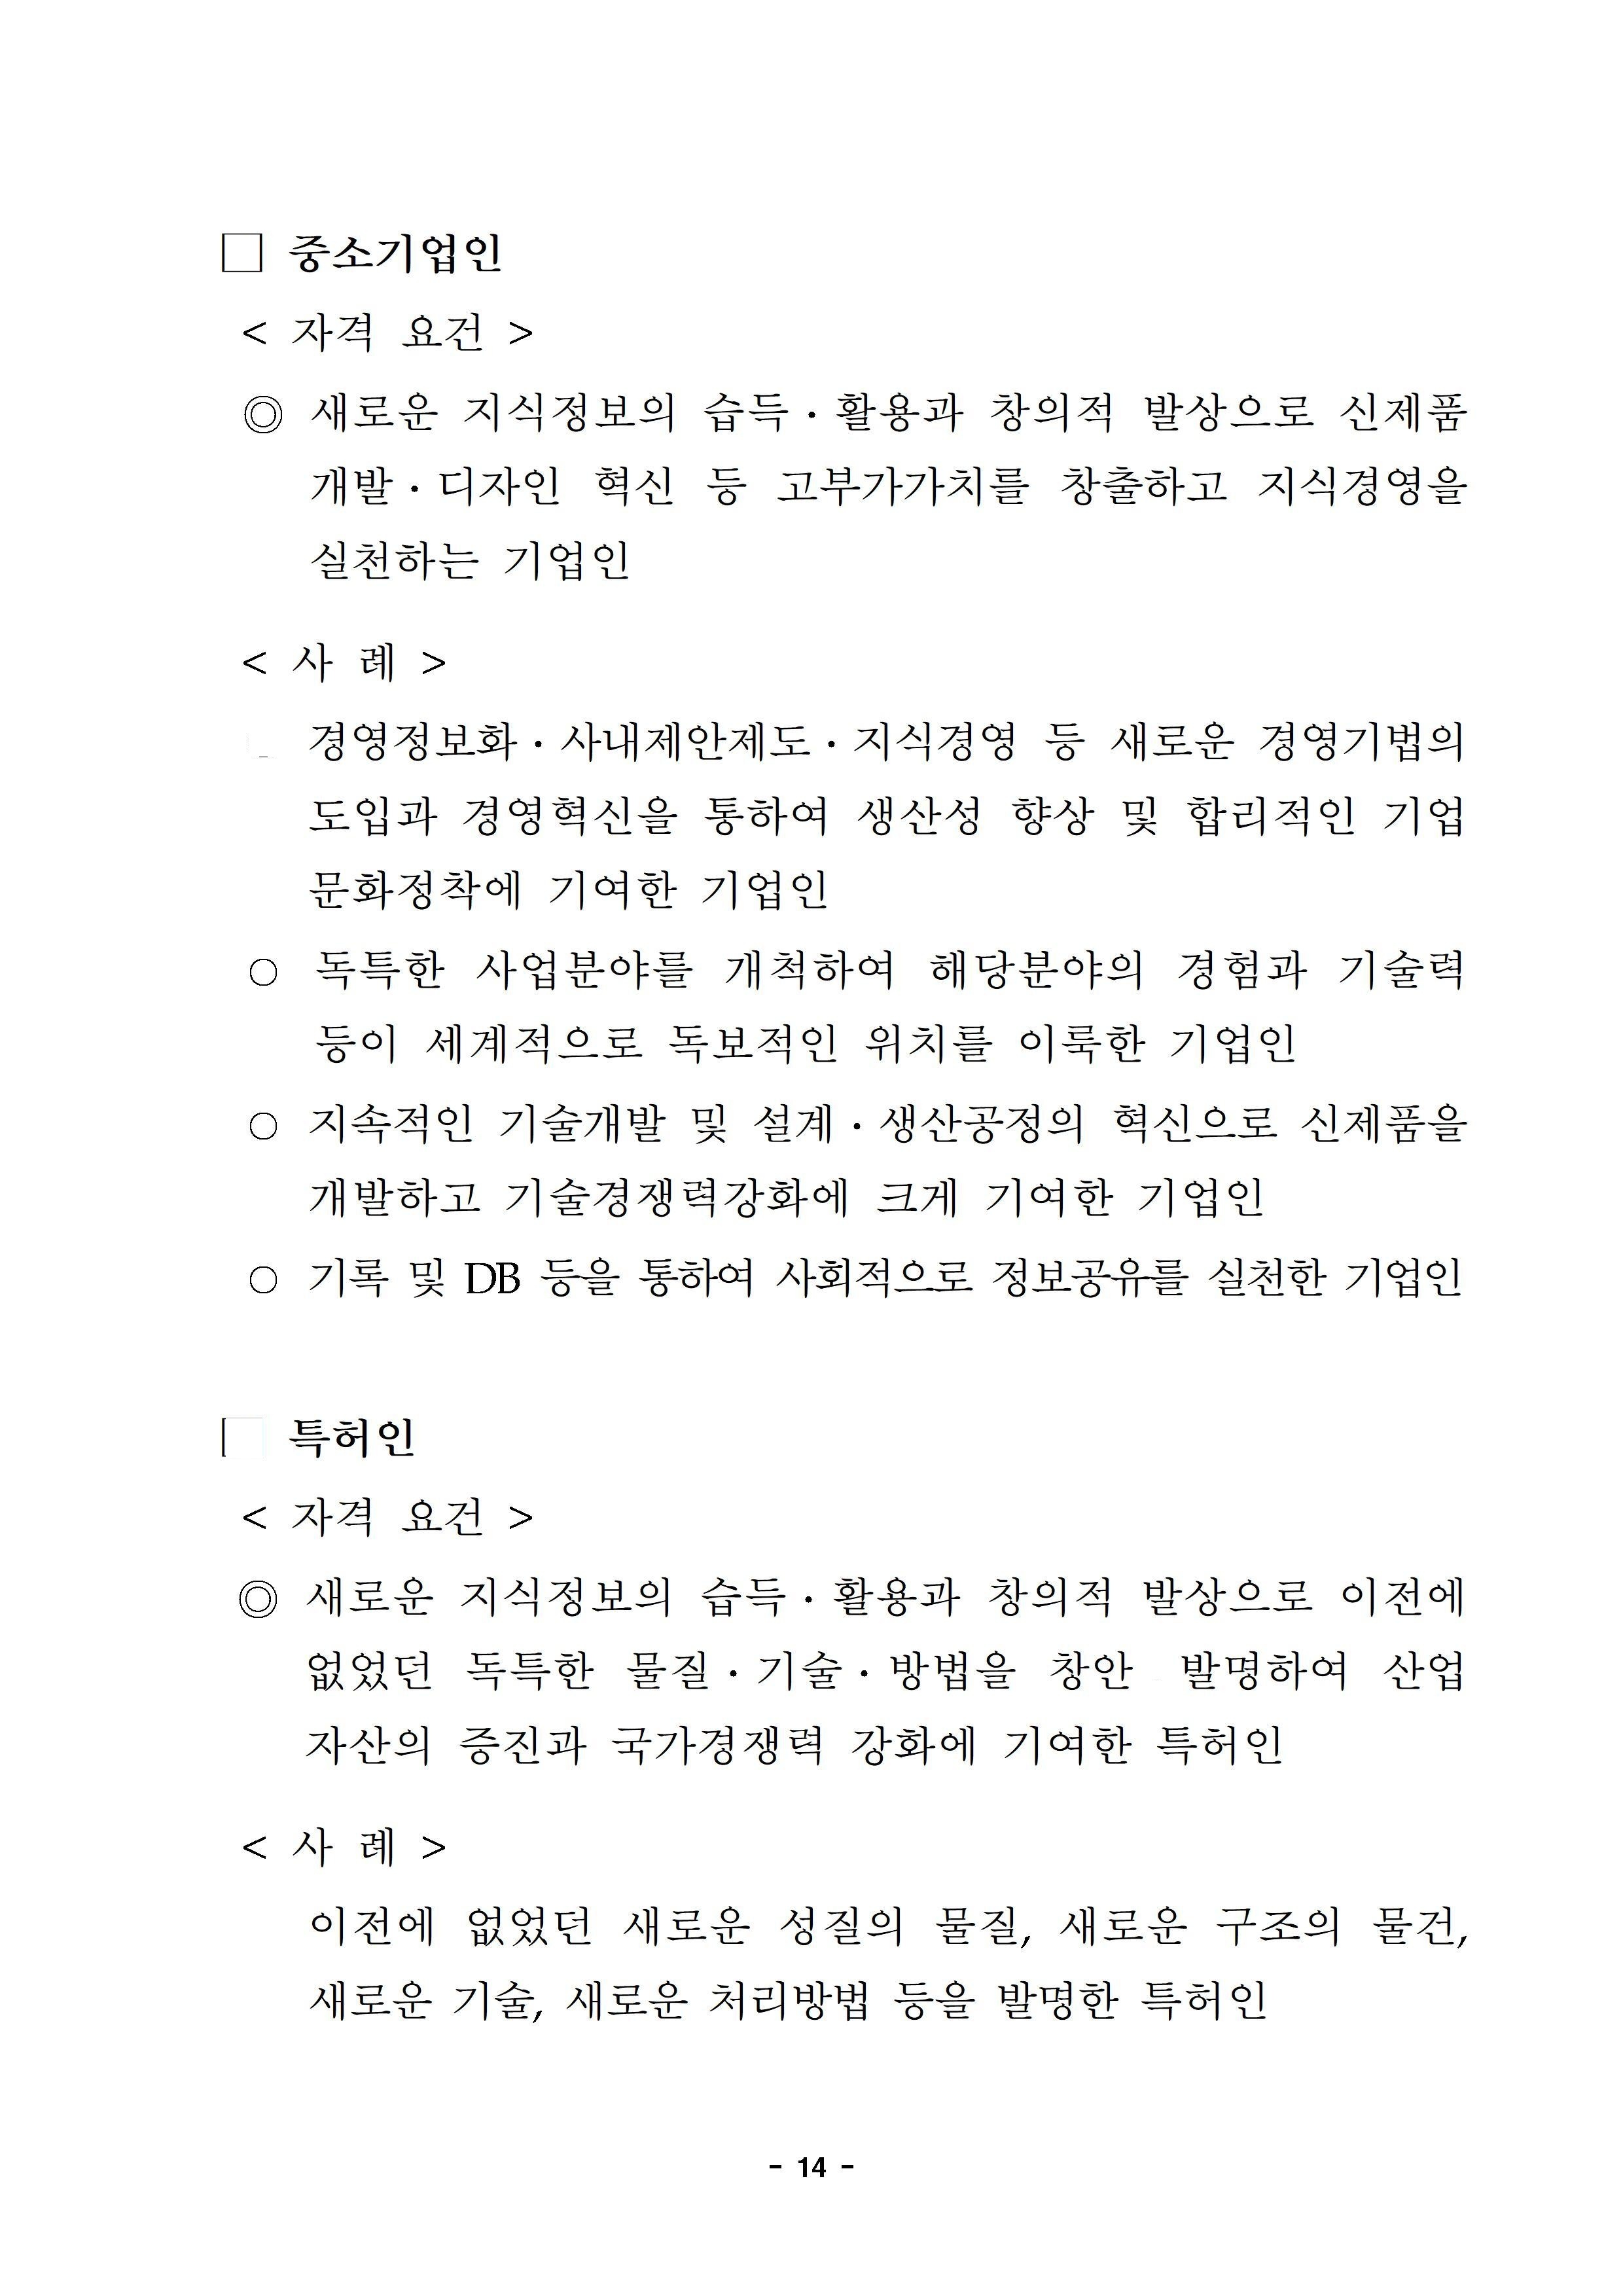 □ 중소기업인
< 자격 요건 >
◎ 새로운 지식정보의 습득·활용과 창의적 발상으로 신제품
개발·디자인 혁신 등 고부가가치를 창출하고 지식경영을
실천하는 기업인
< 사 례 >
경영정보화·사내제안제도·지식경영 등 새로운 경영기법의
도입과 경영혁신을 통하여 생산성 향상 및 합리적인 기업
문화정착에 기여한 기업인
○ 독특한 사업분야를 개척하여 해당분야의 경험과 기술력
등이 세계적으로 독보적인 위치를 이룩한 기업인
○ 지속적인 기술개발 및 설계·생산공정의 혁신으로 신제품을
개발하고 기술경쟁력강화에 크게 기여한 기업인
○ 기록 및 DB 등을 통하여 사회적으로 정보공유를 실천한 기업인
□ 특허인
< 자격 요건 >
◎ 새로운 지식정보의 습득·활용과 창의적 발상으로 이전에
없었던 독특한 물질·기술·방법을 창안 발명하여 산업
자산의 증진과 국가경쟁력 강화에 기여한 특허인
< 사 례 >
이전에 없었던 새로운 성질의 물질, 새로운 구조의 물건,
새로운 기술, 새로운 처리방법 등을 발명한 특허인
- 14 -